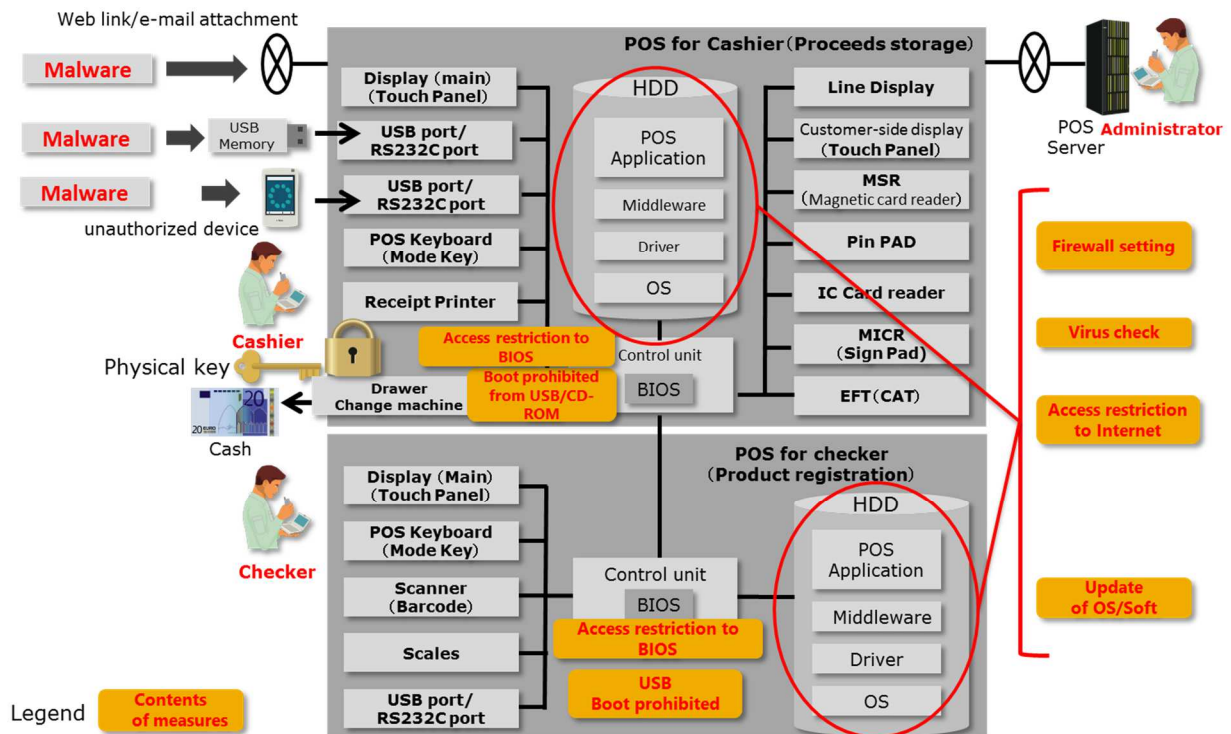 Web link/e-mail attachment
Malware
Malware
USB
Memory
Malware
unauthorized device
Cashier
Physical key
Cash
Checker
Legend
Contents
of measures
POS for Cashier(Proceeds storage)
Display (main)
(Touch Panel)
USB port/
RS232C port
USB port/
RS232C port
POS Keyboard
(Mode Key)
Receipt Printer
Access restriction to
BIOS
Drawer
Change machine
Boot prohibited
from USB/CD-
ROM
HDD
POS
Application
Middleware
Driver
OS
Control unit
BIOS
Line Display
Customer-side display
(Touch Panel)
MSR
(Magnetic card reader)
Pin PAD
IC Card reader
MICR
(Sign Pad)
EFT(CAT)
POS for checker
(Product registration)
Display (Main)
(Touch Panel)
POS Keyboard
(Mode Key)
Scanner
(Barcode)
Scales
USB port/
RS232C port
Control unit
BIOS
Access restriction to
BIOS
USB
Boot prohibited
HDD
POS
Application
Middleware
Driver
OS
POS
Server
Administrator
Firewall setting
Virus check
Access restriction
to Internet
Update
of OS/Soft
20
20 EURO